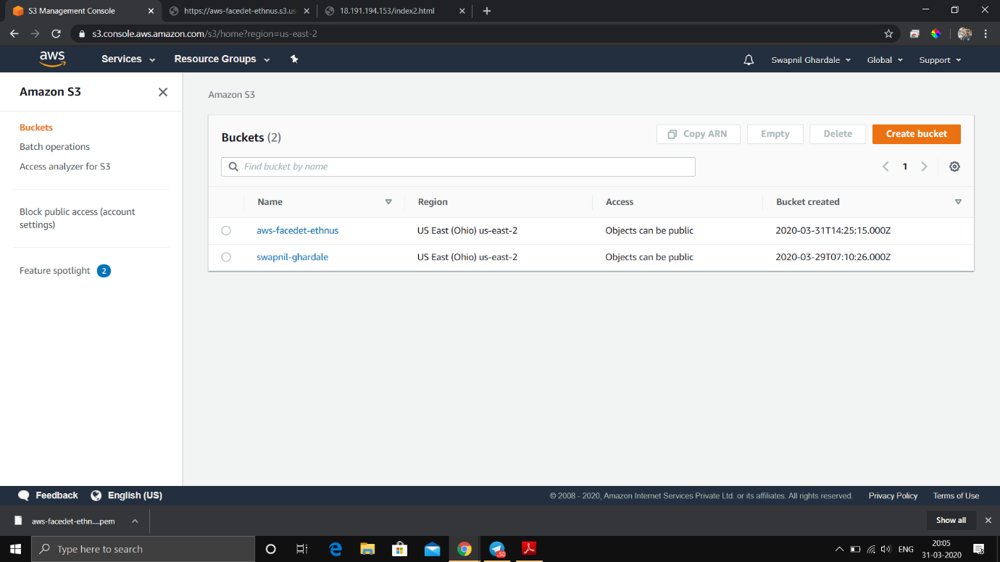 S3 Management Console
https://aws-facedet-ethnus.s3.us
18.191.194.153/index2.html
s3.console.aws.amazon.com/s3/home?region=us-east-2
aws
Services
Resource Groups
Swapnil Ghardale
Global
Support
Amazon S3
Buckets
Batch operations
Access analyzer for S3
Block public access (account
settings)
Feature spotlight 2
Amazon S3
Buckets (2)
Copy ARN
Empty
Delete
Create bucket
Find bucket by name
1
Name Region Access Bucket created
aws-facedet-ethnus US East (Ohio) us-east-2 Objects can be public 2020-03-31T14:25:15.000Z
swapnil-ghardale US East (Ohio) us-east-2 Objects can be public 2020-03-29T07:10:26.000Z
Feedback English (US)
© 2008 - 2020, Amazon Internet Services Private Ltd. or its affiliates. All rights reserved. Privacy Policy Terms of Use
aws-facedet-ethn....pem
Show all
Type here to search
50
ENG
20:05
31-03-2020